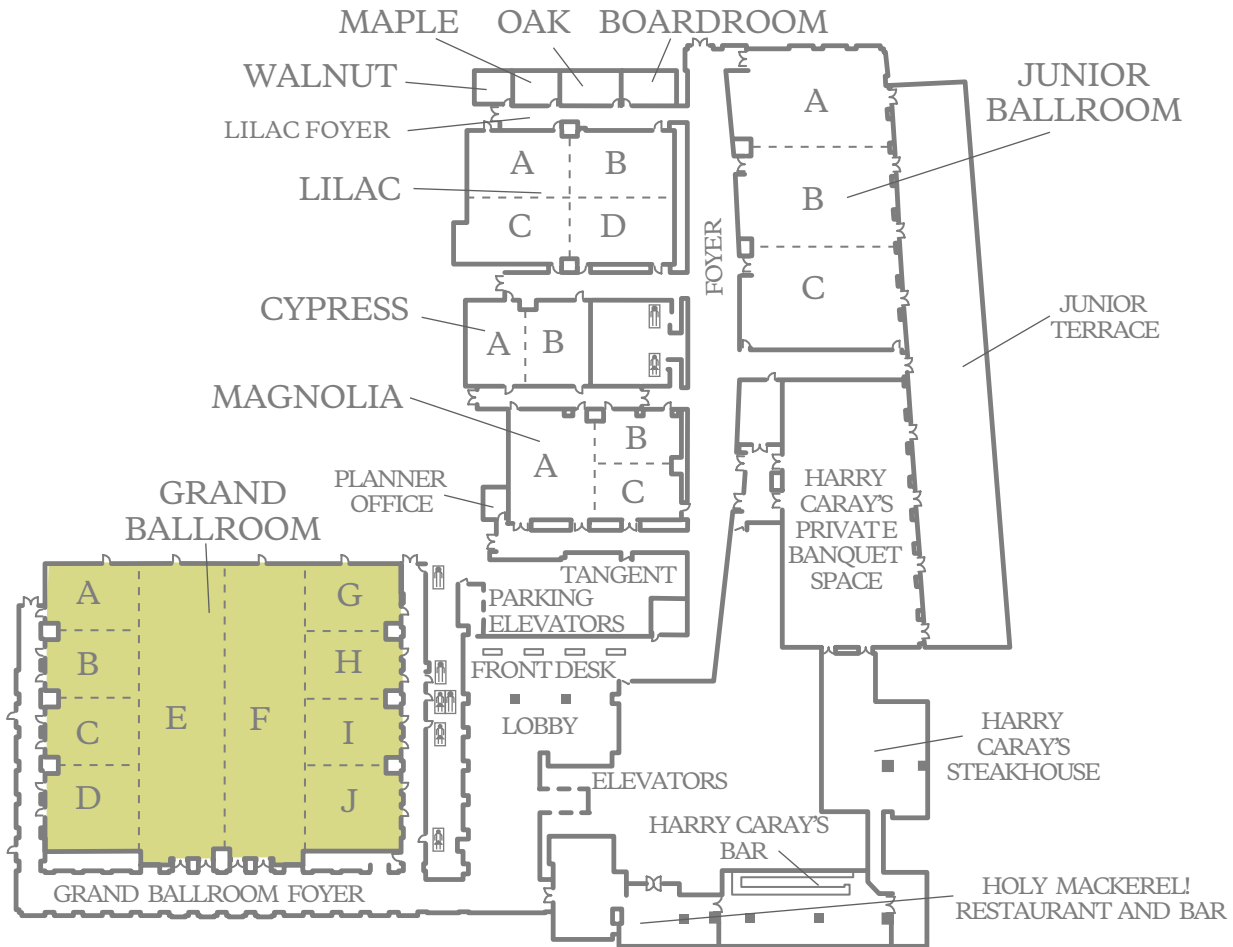 MAPLE
OAK
BOARDROOM
WALNUT
JUNIOR
BALLROOM
LILAC FOYER
A
A
B
LILAC
B
C
D
FOYER
C
CYPRESS
A
B
JUNIOR
TERRACE
MAGNOLIA
A
B
C
PLANNER
OFFICE
HARRY
CARAY'S
PRIVATE
BANQUET
SPACE
GRAND
BALLROOM
TANGENT
PARKING
ELEVATORS
A
G
B
H
E
F
C
I
D
J
FRONT DESK
LOBBY
HARRY
CARAY'S
STEAKHOUSE
ELEVATORS
HARRY CARAY'S
BAR
GRAND BALLROOM FOYER
HOLY MACKEREL!
RESTAURANT AND BAR